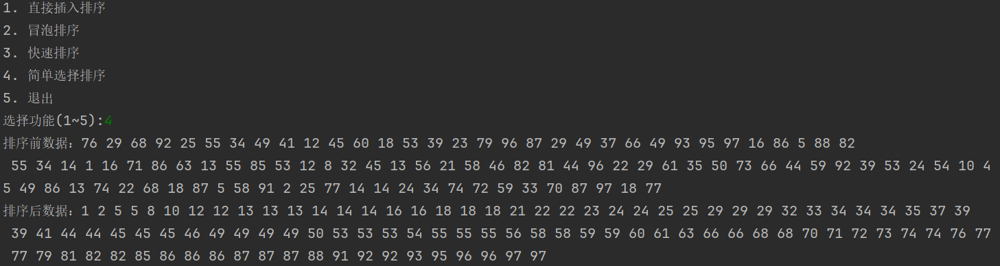 1. 直接插入排序
2. 冒泡排序
3. 快速排序
4. 简单选择排序
5. 退出
选择功能(1~5):4
排序前数据：76 29 68 92 25 55 34 49 41 12 45 60 18 53 39 23 79 96 87 29 49 37 66 49 93 95 97 16 86 5 88 82
55 34 14 1 16 71 86 63 13 55 85 53 12 8 32 45 13 56 21 58 46 82 81 44 96 22 29 61 35 50 73 66 44 59 92 39 53 24 54 10 4
5 49 86 13 74 22 68 18 87 5 58 91 2 25 77 14 14 24 34 74 72 59 33 70 87 97 18 77
排序后数据：1 2 5 5 8 10 12 12 13 13 13 14 14 14 16 16 18 18 18 21 22 22 23 24 24 25 25 29 29 29 32 33 34 34 34 35 37 39
39 41 44 44 45 45 45 46 49 49 49 49 50 53 53 53 54 55 55 55 56 58 58 59 59 60 61 63 66 66 68 68 70 71 72 73 74 74 76 77
77 79 81 82 82 85 86 86 86 87 87 87 88 91 92 92 93 95 96 96 97 97